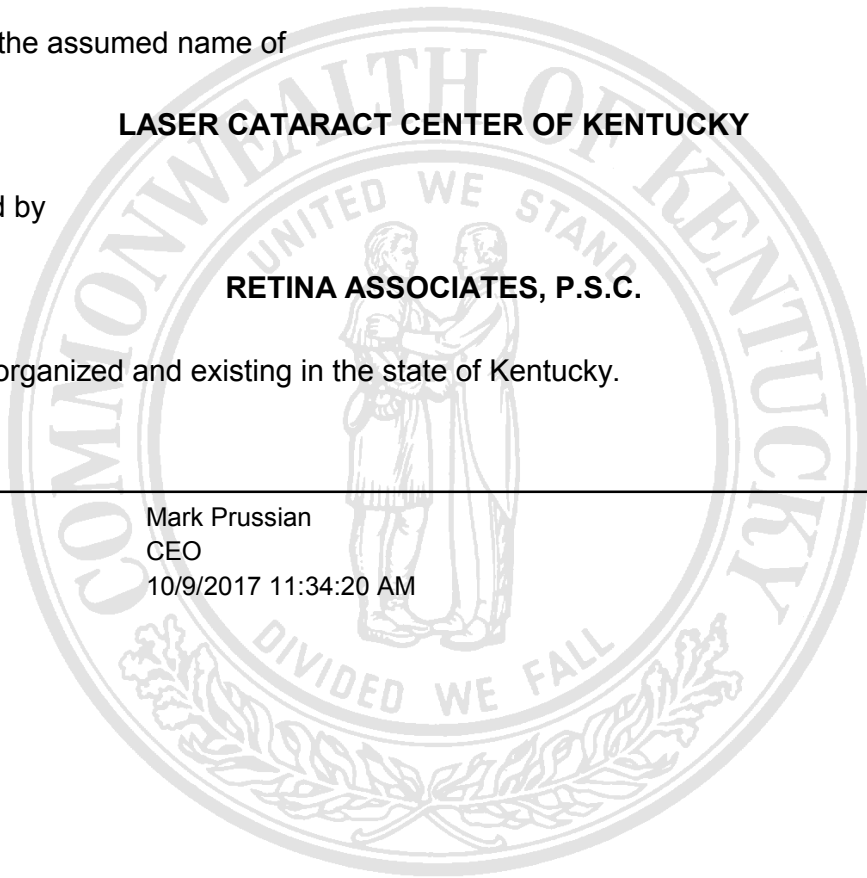 the assumed name of
LASER CATARACT CENTER OF KENTUCKY
d by
RETINA ASSOCIATES, P.S.C.
organized and existing in the state of Kentucky.
Mark Prussian
CEO
10/9/2017 11:34:20 AM
COMMONWEALTH OF KENTUCKY
UNITED WE STAND
DIVIDED WE FALL